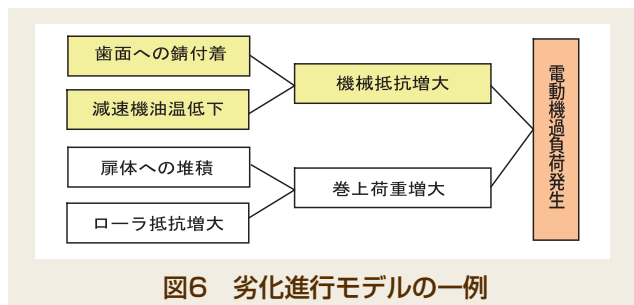 歯面への錆付着
減速機油温低下
扉体への堆積
ローラ抵抗増大
機械抵抗増大
巻上荷重増大
電動機過負荷発生
図6　劣化進行モデルの一例